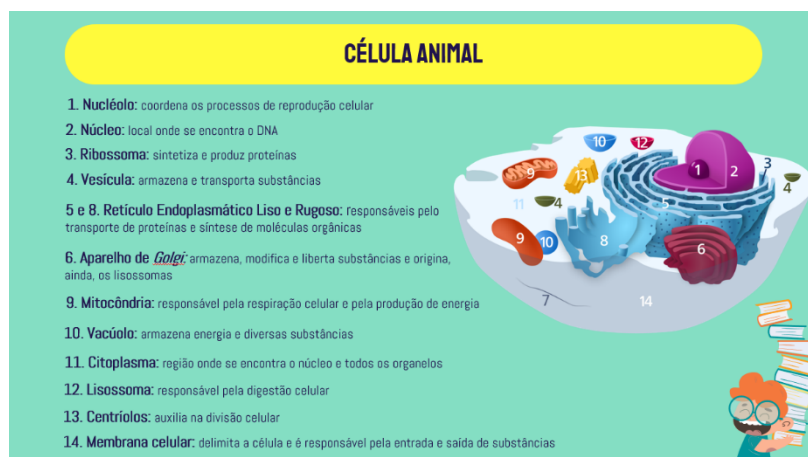 CÉLULA ANIMAL
1. Nucléolo: coordena os processos de reprodução celular
2. Núcleo: local onde se encontra o DNA
3. Ribossoma: sintetiza e produz proteínas
4. Vesícula: armazena e transporta substâncias
5 e 8. Retículo Endoplasmático Liso e Rugoso: responsáveis pelo
transporte de proteínas e síntese de moléculas orgânicas
6. Aparelho de Golgi: armazena, modifica e liberta substâncias e origina,
ainda, os lisossomas
9. Mitocôndria: responsável pela respiração celular e pela produção de energia
10. Vacúolo: armazena energia e diversas substâncias
11. Citoplasma: região onde se encontra o núcleo e todos os organelos
12. Lisossoma: responsável pela digestão celular
13. Centríolos: auxilia na divisão celular
14. Membrana celular: delimita a célula e é responsável pela entrada e saída de substâncias
10
12
9
13
1
2
3
4
11
4
5
9
10
8
6
7
14